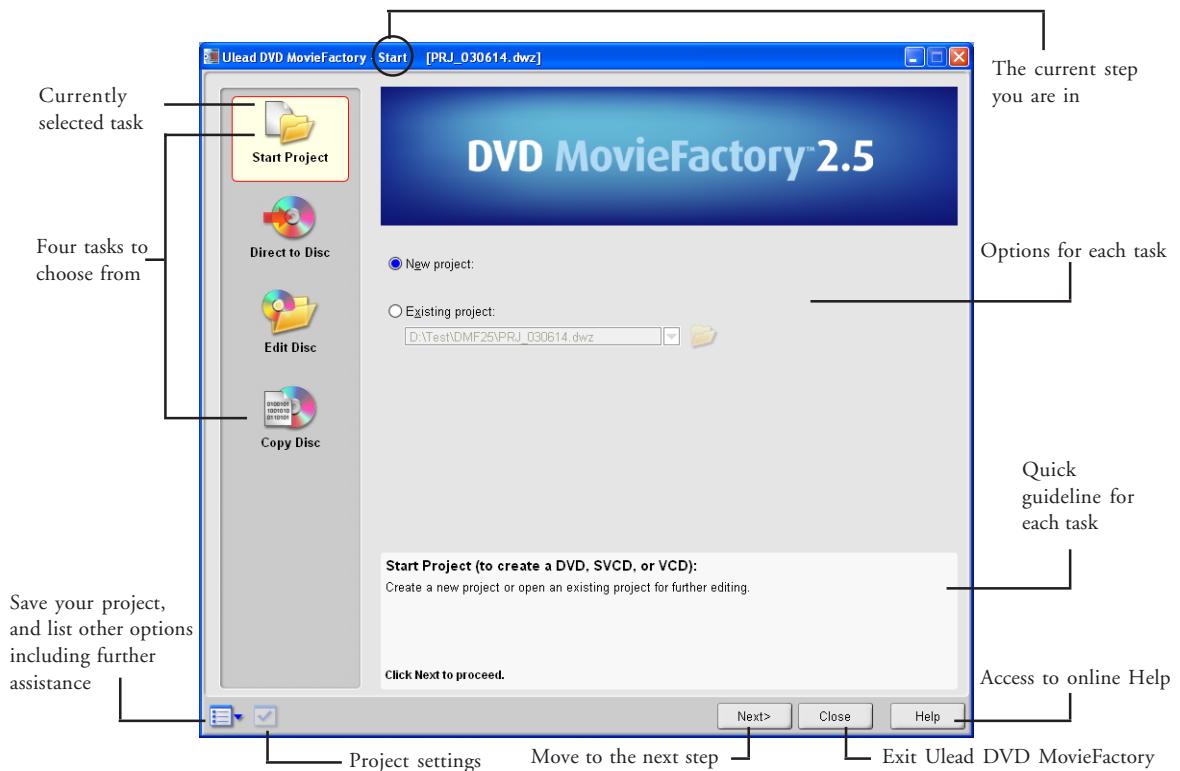 Ulead DVD MovieFactory - Start [PRJ_030614.dwz]
The current step
you are in
Currently
selected task
Start Project
DVD MovieFactory™ 2.5
Four tasks to
choose from
Direct to Disc
New project:
Options for each task
Existing project:
D:\Test\DMF25\PRJ_030614.dwz
Edit Disc
0100101
1001010
0110101
Copy Disc
Quick
guideline for
each task
Start Project (to create a DVD, SVCD, or VCD):
Create a new project or open an existing project for further editing.
Save your project,
and list other options
including further
assistance
Click Next to proceed.
Access to online Help
Next>
Close
Help
Project settings
Move to the next step
Exit Ulead DVD MovieFactory